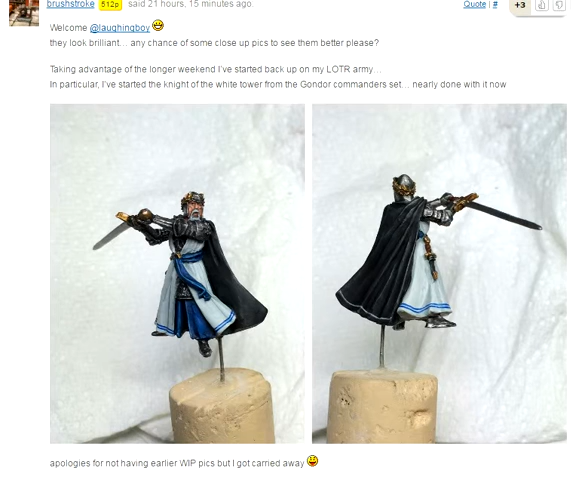 brushstroke 512p said 21 hours, 15 minutes ago. Quote | # +3
Welcome @laughingboy
they look brilliant... any chance of some close up pics to see them better please?
Taking advantage of the longer weekend I've started back up on my LOTR army...
In particular, I've started the knight of the white tower from the Gondor commanders set... nearly done with it now
apologies for not having earlier WIP pics but I got carried away